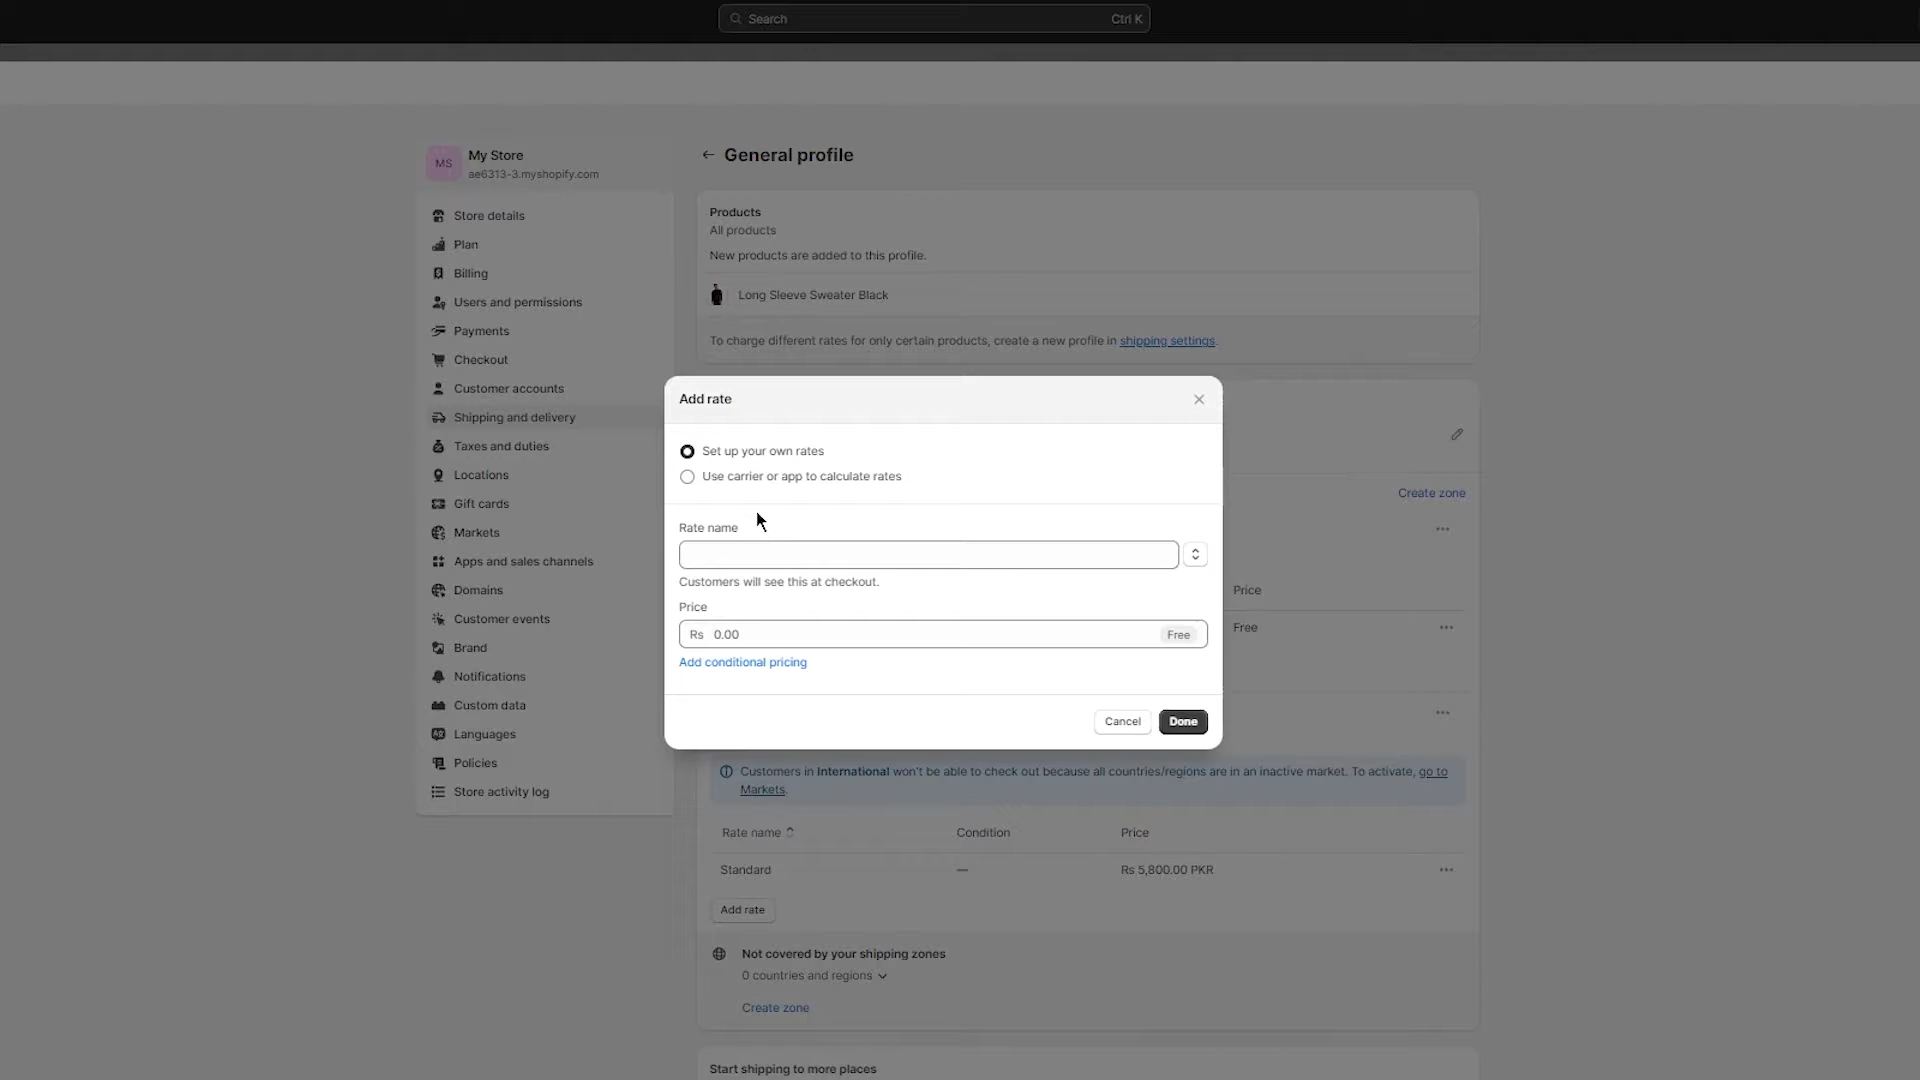 Search
Ctrl K
MS
My Store
ae6313-3.myshopify.com
Store details
Plan
Billing
Users and permissions
Payments
Checkout
Customer accounts
Shipping and delivery
Taxes and duties
Locations
Gift cards
Markets
Apps and sales channels
Domains
Customer events
Brand
Notifications
Custom data
Languages
Policies
Store activity log
General profile
Products
All products
New products are added to this profile.
Long Sleeve Sweater Black
To charge different rates for only certain products, create a new profile in shipping settings.
Add rate
Set up your own rates
Use carrier or app to calculate rates
Rate name
Customers will see this at checkout.
Price
Rs 0.00
Free
Add conditional pricing
Cancel
Done
Create zone
Price
Free
Customers in International won't be able to check out because all countries/regions are in an inactive market. To activate, go to
Markets.
Rate name
Condition
Price
Standard
—
Rs 5,800.00 PKR
Add rate
Not covered by your shipping zones
0 countries and regions
Create zone
Start shipping to more places